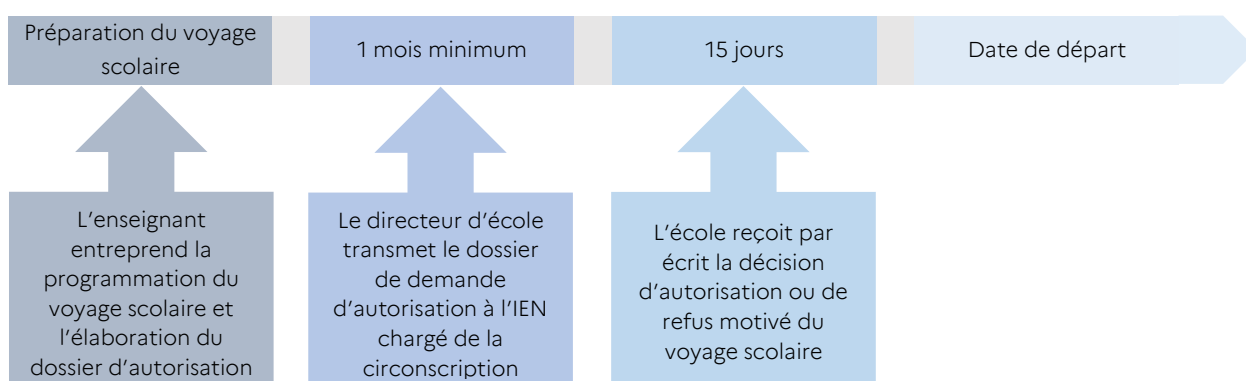 Préparation du voyage
scolaire
1 mois minimum
15 jours
Date de départ
L'enseignant
entreprend la
programmation du
voyage scolaire et
l'élaboration du
dossier d'autorisation
Le directeur d'école
transmet le dossier
de demande
d'autorisation à l'IEN
chargé de la
circonscription
L'école reçoit par
écrit la décision
d'autorisation ou de
refus motivé du
voyage scolaire